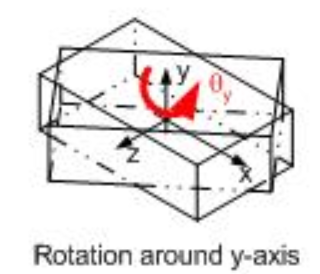 y
θy
z
x
Rotation around y-axis